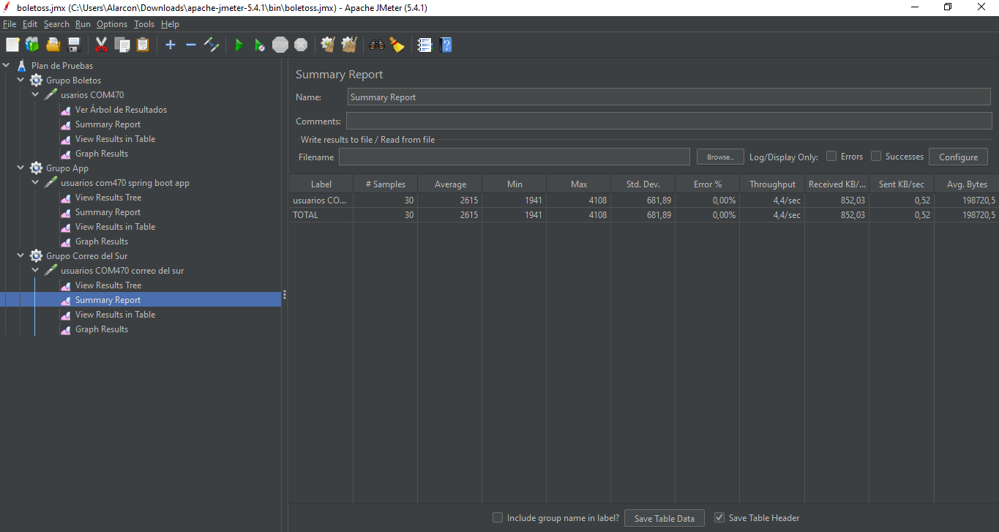 boletoss.jmx (C:\Users\Alarcon\Downloads\apache-jmeter-5.4.1\bin\boletoss.jmx) - Apache JMeter (5.4.1)
File Edit Search Run Options Tools Help
STOP
Plan de Pruebas
Grupo Boletos
usarios COM470
Ver Árbol de Resultados
Summary Report
View Results in Table
Graph Results
Grupo App
usuarios com470 spring boot app
View Results Tree
Summary Report
View Results in Table
Graph Results
Grupo Correo del Sur
usuarios COM470 correo del sur
View Results Tree
Summary Report
View Results in Table
Graph Results
Summary Report
Name: Summary Report
Comments:
Write results to file / Read from file
Filename Browse... Log/Display Only: Errors Successes Configure
Label # Samples Average Min Max Std. Dev. Error % Throughput Received KB/... Sent KB/sec Avg. Bytes
usuarios CO... 30 2615 1941 4108 681,89 0,00% 4,4/sec 852,03 0,52 198720,5
TOTAL 30 2615 1941 4108 681,89 0,00% 4,4/sec 852,03 0,52 198720,5
Include group name in label? Save Table Data Save Table Header